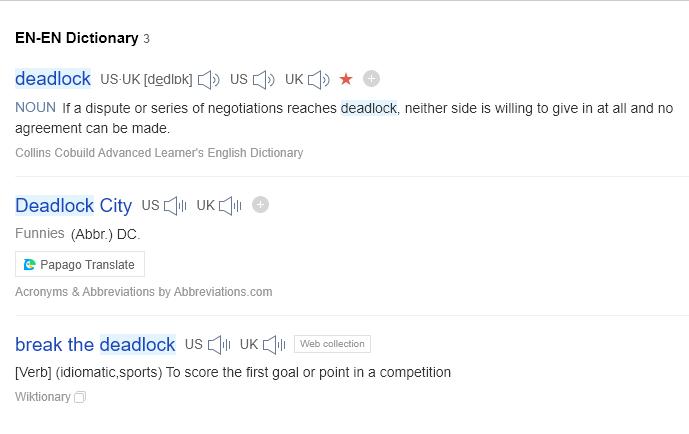 EN-EN Dictionary 3
deadlock US·UK [dedlɒk] US UK
NOUN If a dispute or series of negotiations reaches deadlock, neither side is willing to give in at all and no
agreement can be made.
Collins Cobuild Advanced Learner's English Dictionary
Deadlock City US UK
Funnies (Abbr.) DC.
Papago Translate
Acronyms & Abbreviations by Abbreviations.com
break the deadlock US UK Web collection
[Verb] (idiomatic,sports) To score the first goal or point in a competition
Wiktionary